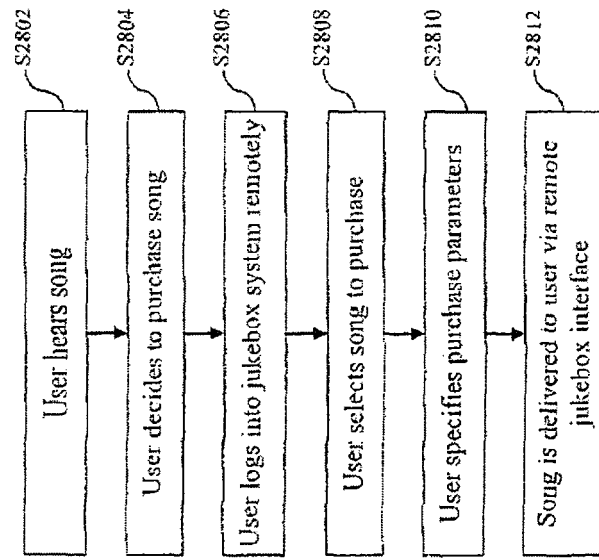 User hears song
S2802
User decides to purchase song
S2804
User logs into jukebox system remotely
S2806
User selects song to purchase
S2808
User specifies purchase parameters
S2810
Song is delivered to user via remote
jukebox interface
S2812